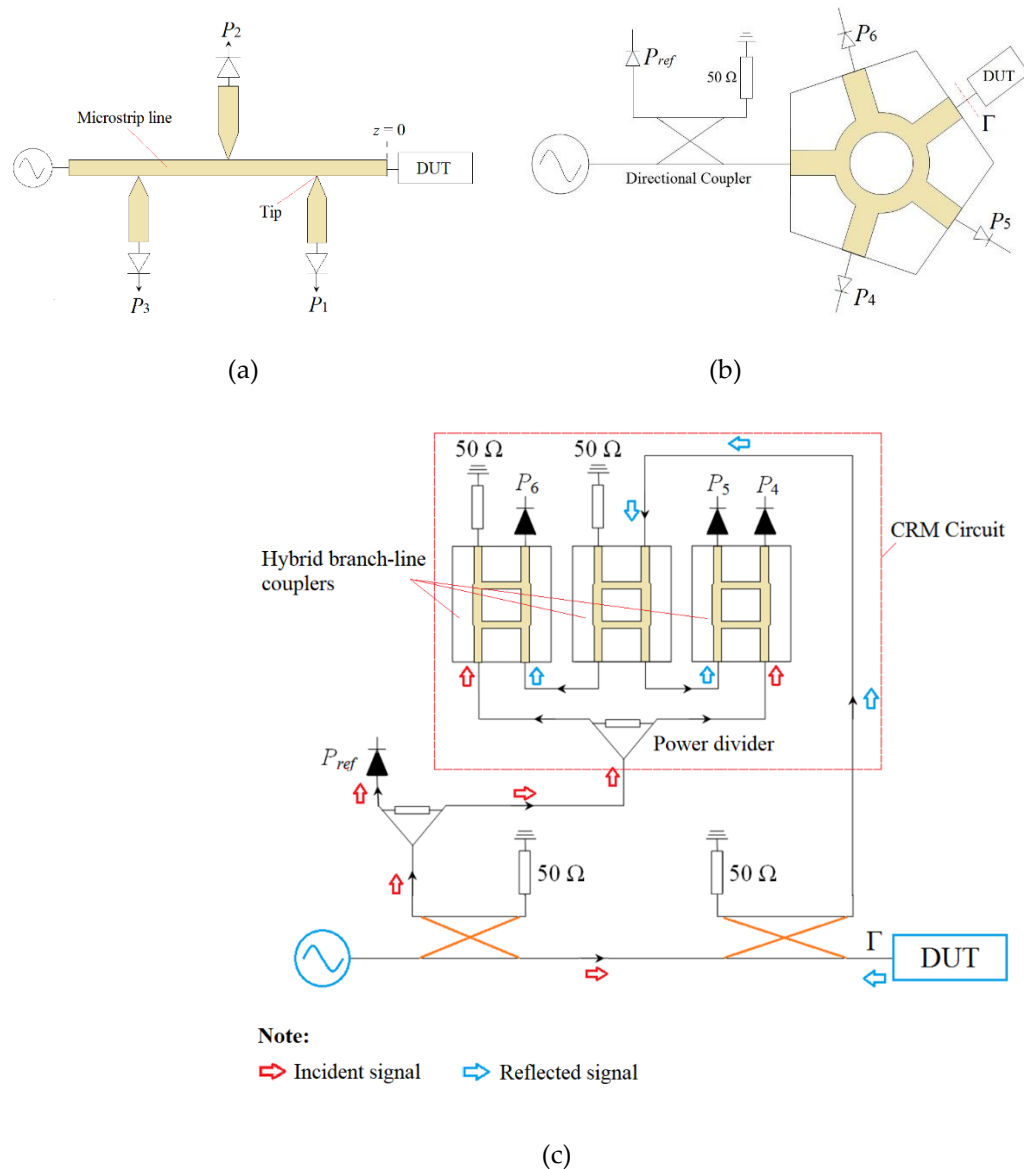 P2
Microstrip line
z = 0
DUT
Tip
P3
P1
(a)
P6
Pref
50 Ω
DUT
Γ
Directional Coupler
P5
P4
(b)
50 Ω
50 Ω
P6
P5
P4
CRM Circuit
Hybrid branch-line
couplers
Power divider
Pref
50 Ω
50 Ω
Γ
DUT
Note:
Incident signal
Reflected signal
(c)